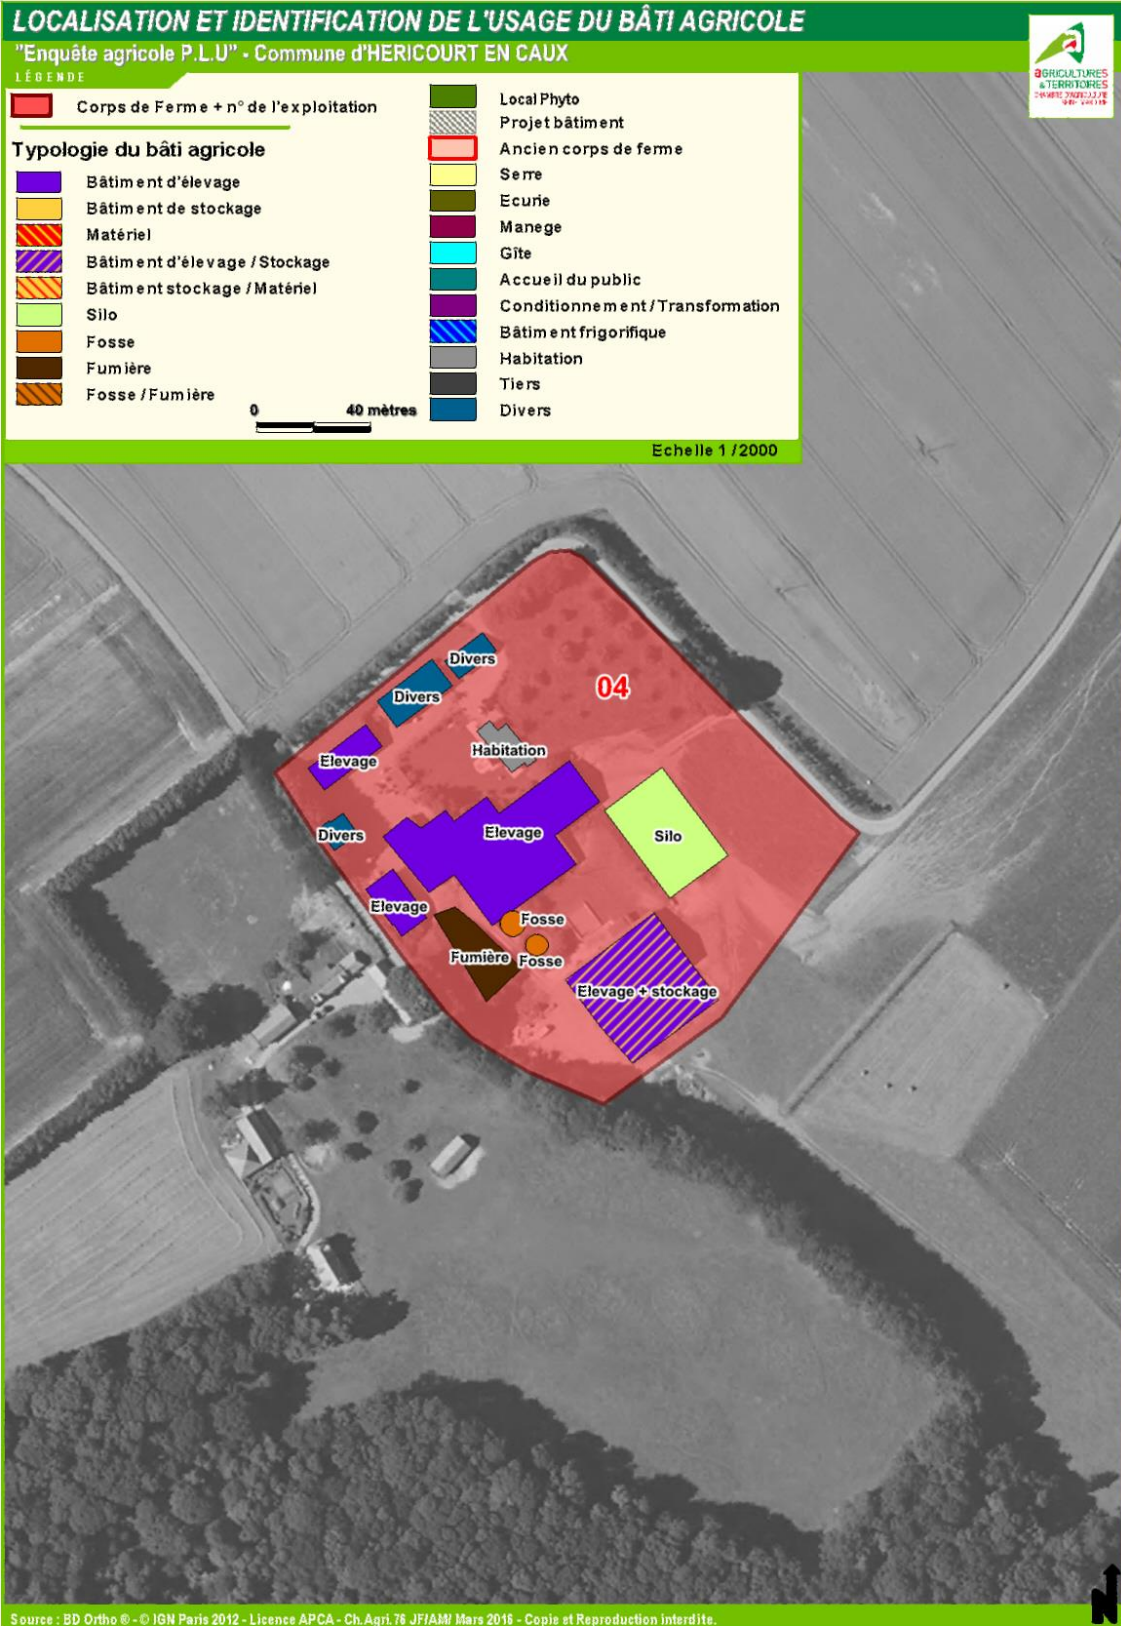 LOCALISATION ET IDENTIFICATION DE L'USAGE DU BÂTI AGRICOLE
"Enquête agricole P.L.U" - Commune d'HERICOURT EN CAUX
LÉGENDE
AGRICULTURES
& TERRITOIRES
CHAMBRE D'AGRICULTURE
SEINE-MARITIME
Corps de Ferme + n° de l'exploitation
Typologie du bâti agricole
Bâtiment d'élevage
Bâtiment de stockage
Matériel
Bâtiment d'élevage / Stockage
Bâtiment stockage / Matériel
Silo
Fosse
Fumière
Fosse / Fumière
0 40 mètres
Local Phyto
Projet bâtiment
Ancien corps de ferme
Serre
Ecurie
Manege
Gîte
Accueil du public
Conditionnement / Transformation
Bâtiment frigorifique
Habitation
Tiers
Divers
Echelle 1 / 2000
Divers
04
Divers
Habitation
Elevage
Elevage
Divers
Silo
Elevage
Fosse
Fumière
Fosse
Elevage + stockage
N
Source : BD Ortho ® - © IGN Paris 2012 - Licence APCA - Ch.Agri.76 JF/AM/ Mars 2016 - Copie et Reproduction interdite.